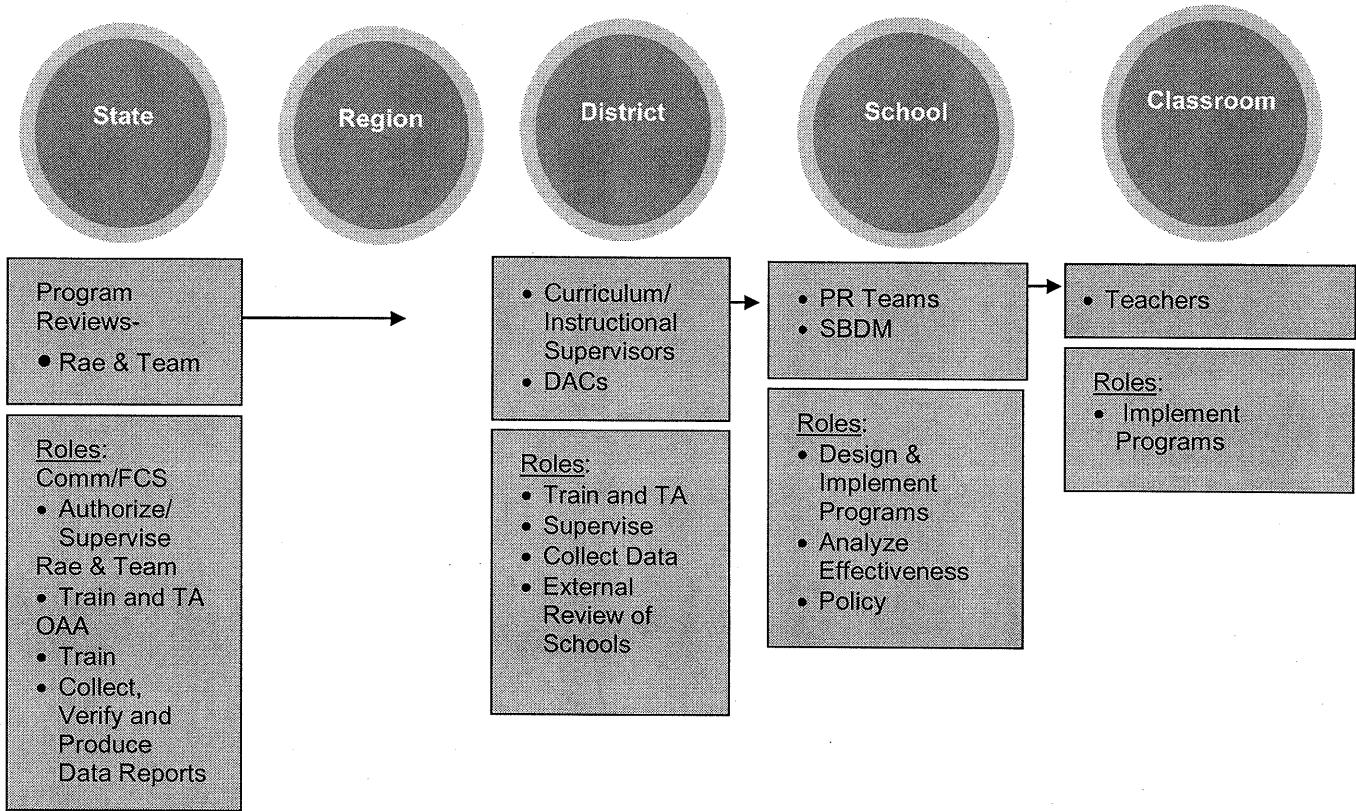 State
Region
District
School
Classroom
Program
Reviews-
• Rae & Team
Roles:
Comm/FCS
• Authorize/
Supervise
Rae & Team
• Train and TA
OAA
• Train
• Collect,
Verify and
Produce
Data Reports
• Curriculum/
Instructional
Supervisors
• DACs
Roles:
• Train and TA
• Supervise
• Collect Data
• External
Review of
Schools
• PR Teams
• SBDM
Roles:
• Design &
Implement
Programs
• Analyze
Effectiveness
• Policy
• Teachers
Roles:
• Implement
Programs